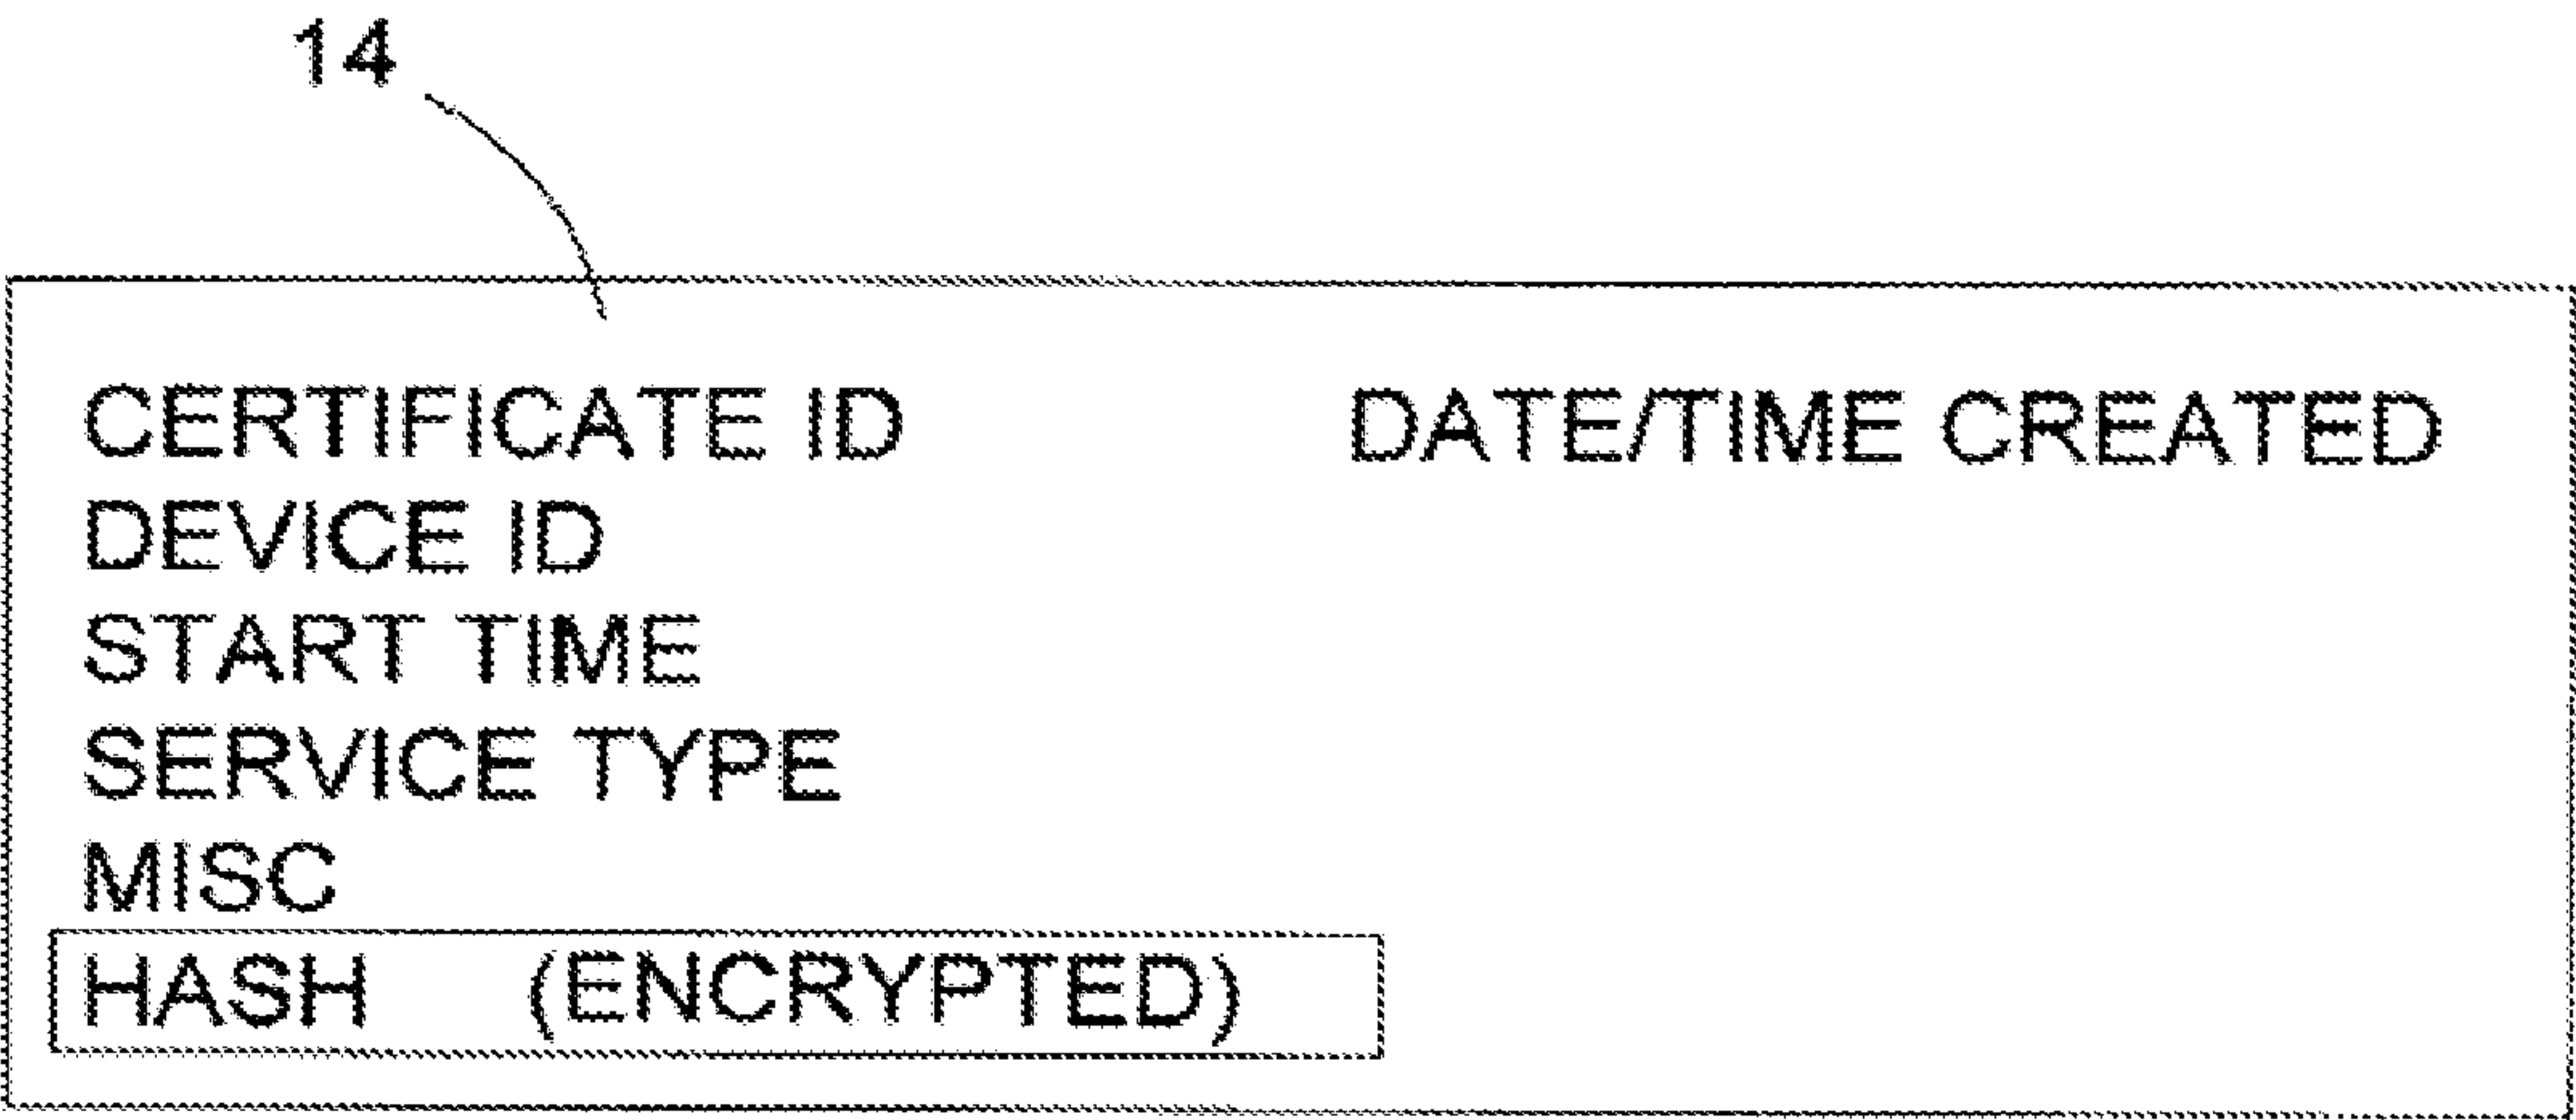 14
CERTIFICATE ID DATE/TIME CREATED
DEVICE ID
START TIME
SERVICE TYPE
MISC
HASH (ENCRYPTED)